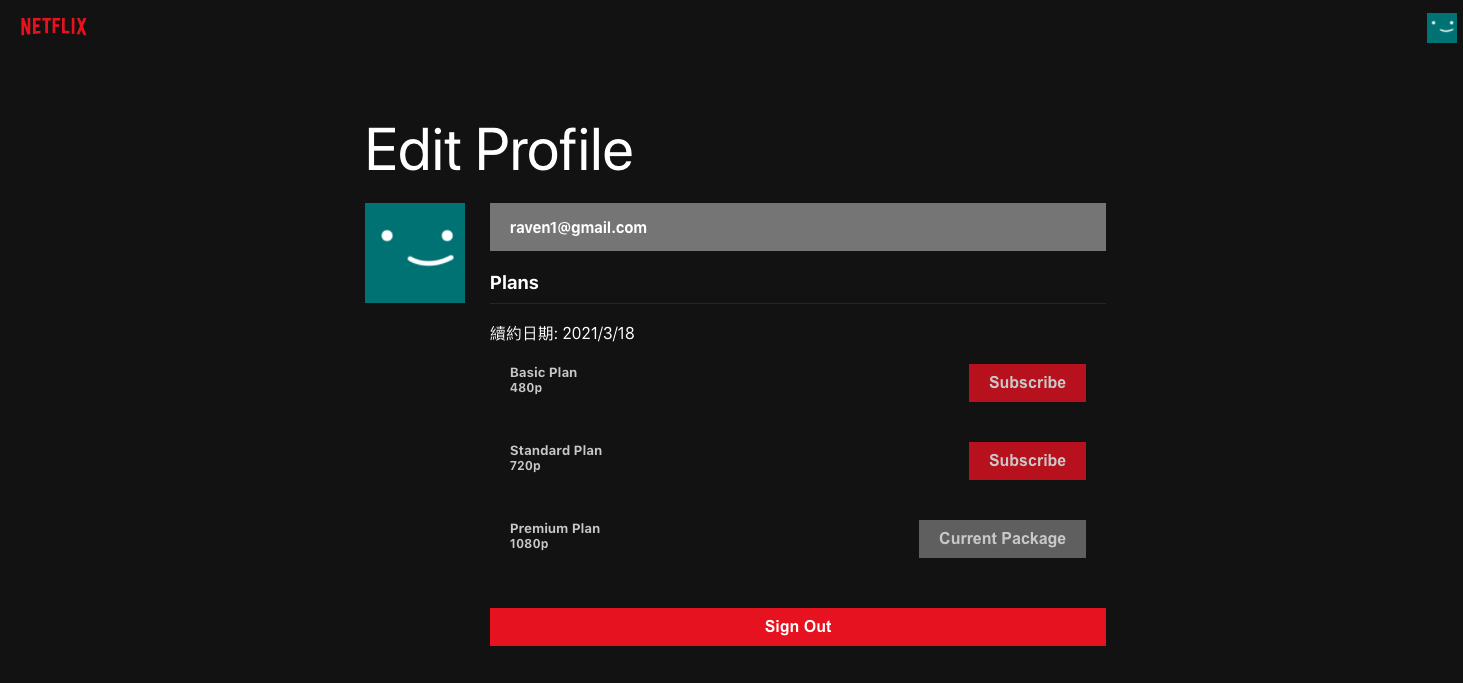 NETFLIX
Edit Profile
raven1@gmail.com
Plans
續約日期: 2021/3/18
Basic Plan
480p
Subscribe
Standard Plan
720p
Subscribe
Premium Plan
1080p
Current Package
Sign Out